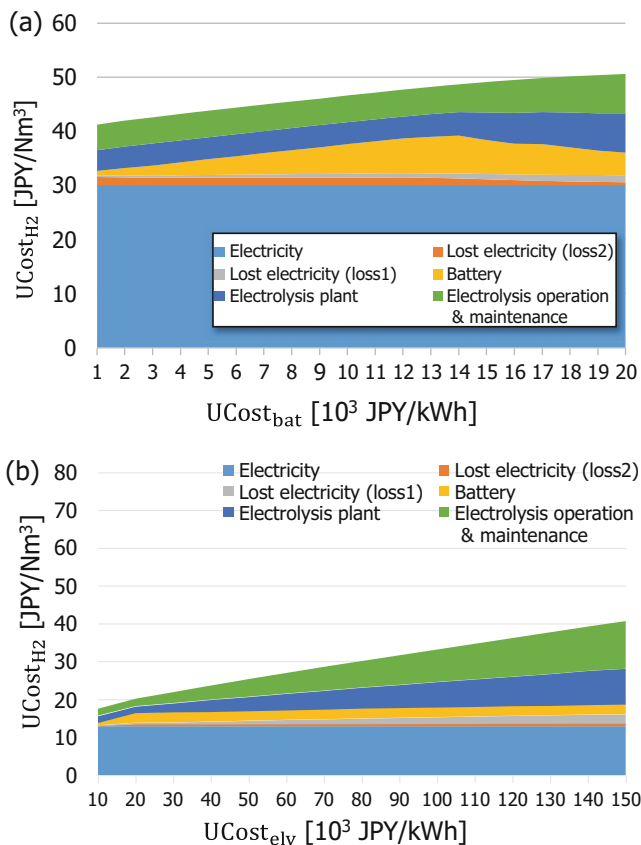 (a)
60
50
40
30
20
10
0
UCost_H2 [JPY/Nm³]
Electricity
Lost electricity (loss2)
Lost electricity (loss1)
Battery
Electrolysis plant
Electrolysis operation
& maintenance
1 2 3 4 5 6 7 8 9 10 11 12 13 14 15 16 17 18 19 20
UCost_bat [10³ JPY/kWh]
(b)
80
70
60
50
40
30
20
10
0
UCost_H2 [JPY/Nm³]
Electricity
Lost electricity (loss2)
Lost electricity (loss1)
Battery
Electrolysis plant
Electrolysis operation
& maintenance
10 20 30 40 50 60 70 80 90 100 110 120 130 140 150
UCost_elv [10³ JPY/kWh]